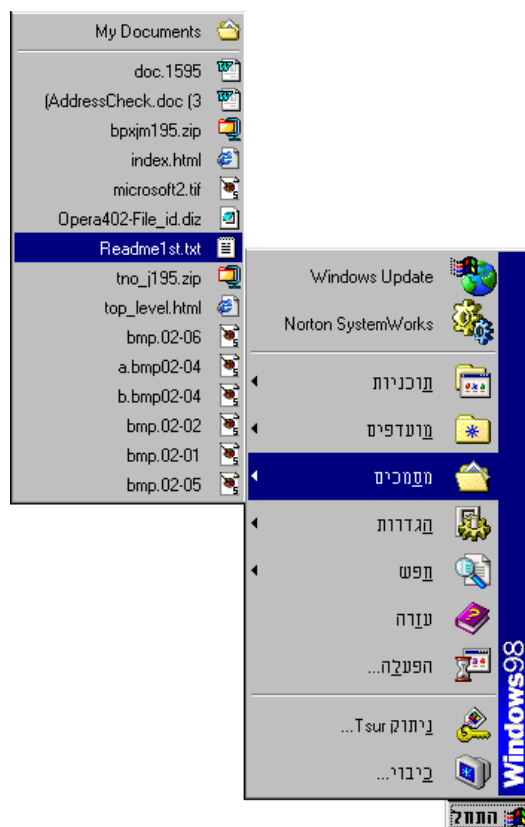 My Documents
doc.1595
(AddressCheck.doc (3
bpxjm195.zip
index.html
microsoft2.tif
Opera402-File_id.diz
Readme1st.txt
tno_j195.zip
top_level.html
bmp.02-06
a.bmp02-04
b.bmp02-04
bmp.02-02
bmp.02-01
bmp.02-05
Windows Update
Norton SystemWorks
תוכניות
מועדפים
מסמכים
הגדרות
חפש
עזרה
הפעלה...
ניתוק Tsur...
כיבוי...
Windows98
התחל